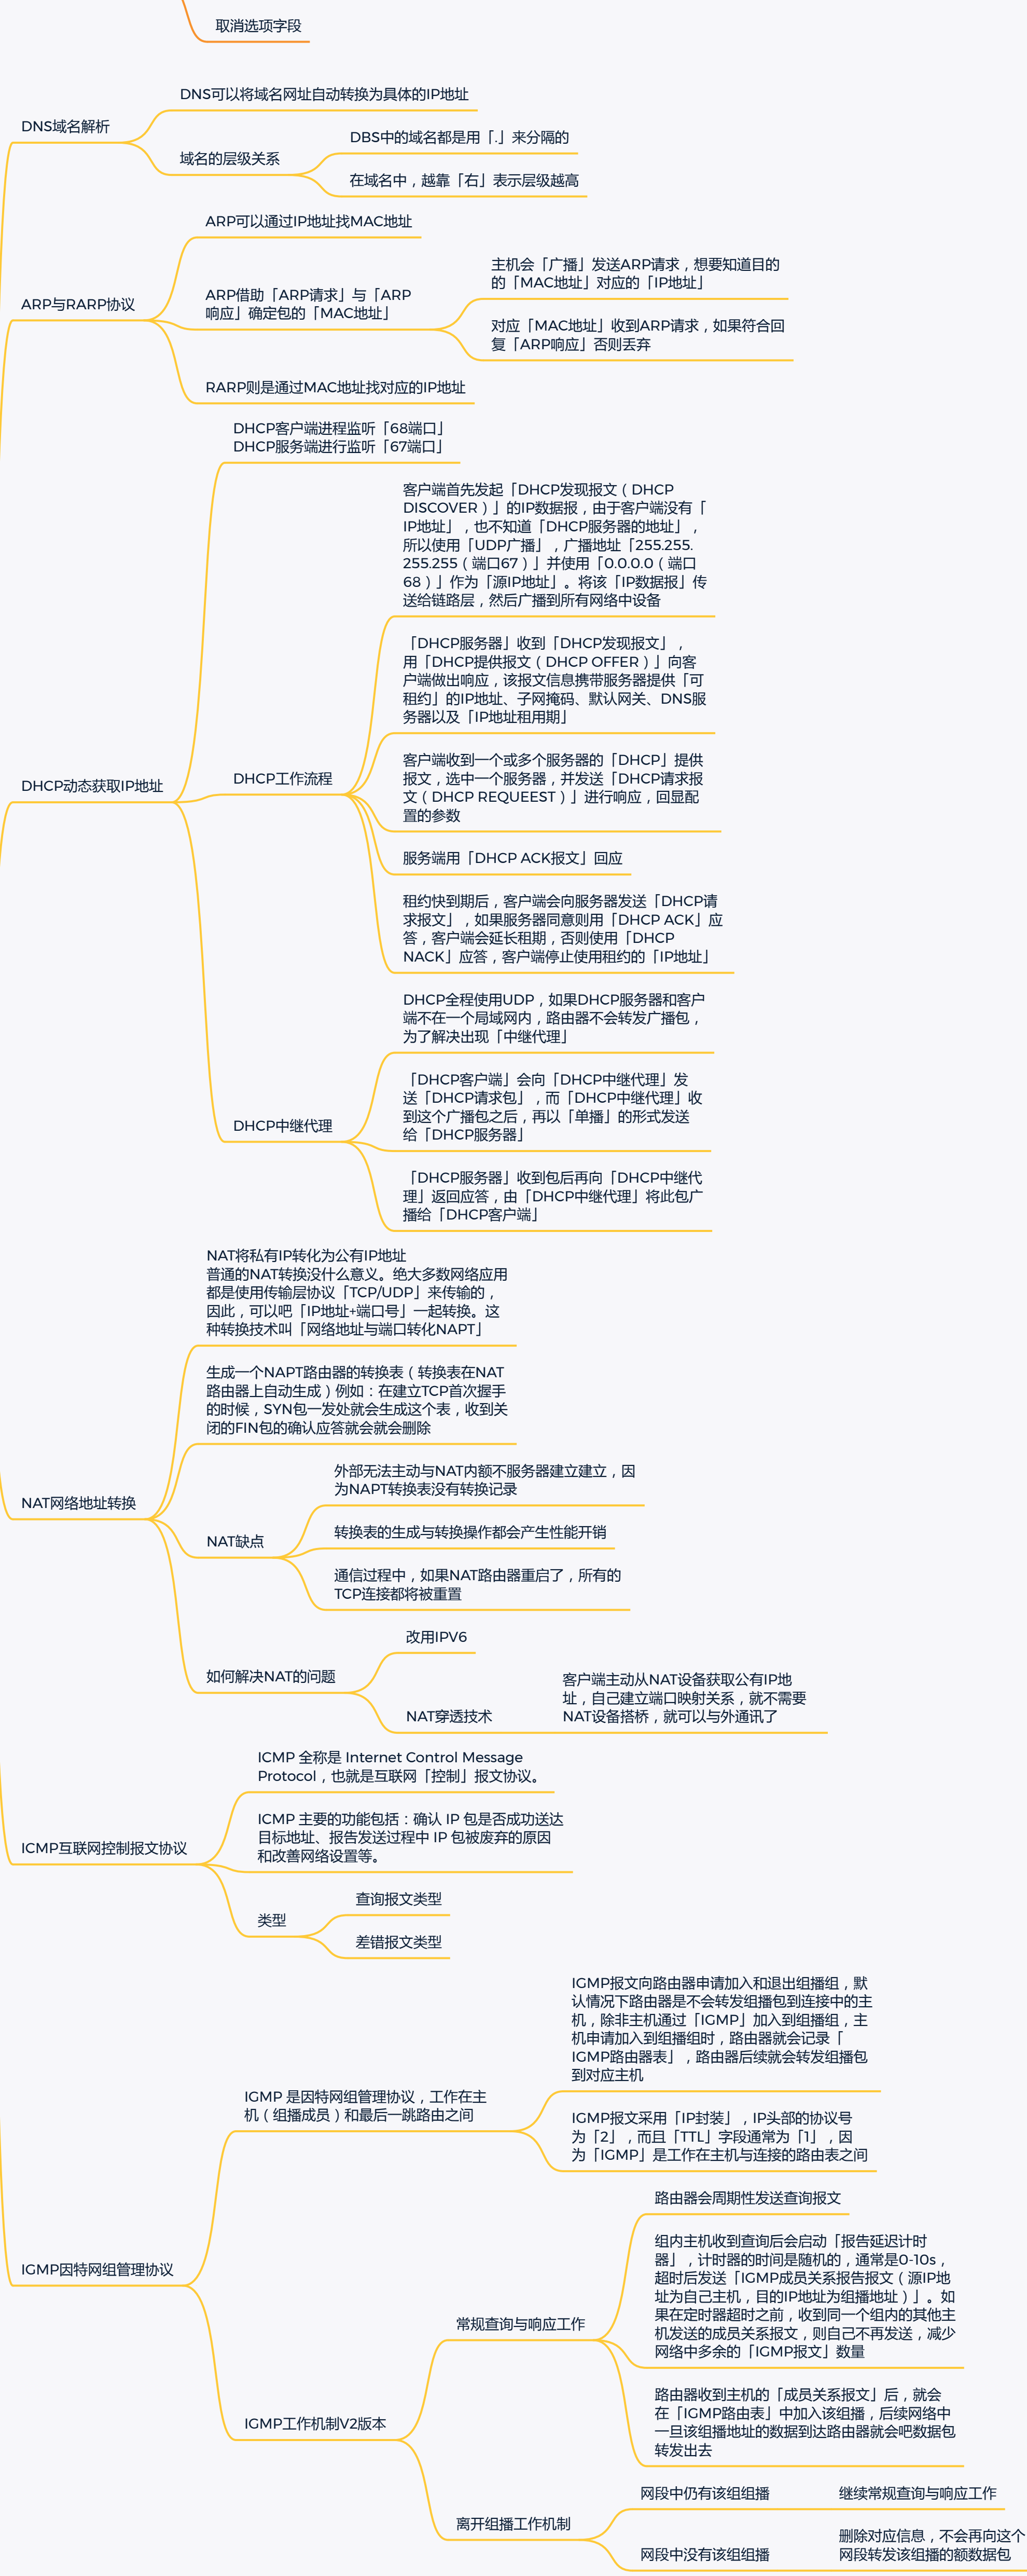 取消选项字段
DNS域名解析
DNS可以将域名网址自动转换为具体的IP地址
域名的层级关系
DBS中的域名都是用「.」来分隔的
在域名中，越靠「右」表示层级越高
ARP与RARP协议
ARP可以通过IP地址找MAC地址
ARP借助「ARP请求」与「ARP
响应」确定包的「MAC地址」
主机会「广播」发送ARP请求，想要知道目的
的「MAC地址」对应的「IP地址」
对应「MAC地址」收到ARP请求，如果符合回
复「ARP响应」否则丢弃
RARP则是通过MAC地址找对应的IP地址
DHCP动态获取IP地址
DHCP客户端进程监听「68端口」
DHCP服务端进行监听「67端口」
DHCP工作流程
客户端首先发起「DHCP发现报文（DHCP
DISCOVER）」的IP数据报，由于客户端没有「
IP地址」，也不知道「DHCP服务器的地址」，
所以使用「UDP广播」，广播地址「255.255.
255.255（端口67）」并使用「0.0.0.0（端口
68）」作为「源IP地址」。将该「IP数据报」传
送给链路层，然后广播到所有网络中设备
「DHCP服务器」收到「DHCP发现报文」，
用「DHCP提供报文（DHCP OFFER）」向客
户端做出响应，该报文信息携带服务器提供「可
租约」的IP地址、子网掩码、默认网关、DNS服
务器以及「IP地址租用期」
客户端收到一个或多个服务器的「DHCP」提供
报文，选中一个服务器，并发送「DHCP请求报
文（DHCP REQUEEST）」进行响应，回显配
置的参数
服务端用「DHCP ACK报文」回应
租约快到期后，客户端会向服务器发送「DHCP请
求报文」，如果服务器同意则用「DHCP ACK」应
答，客户端会延长租期，否则使用「DHCP
NACK」应答，客户端停止使用租约的「IP地址」
DHCP中继代理
DHCP全程使用UDP，如果DHCP服务器和客户
端不在一个局域网内，路由器不会转发广播包，
为了解决出现「中继代理」
「DHCP客户端」会向「DHCP中继代理」发
送「DHCP请求包」，而「DHCP中继代理」收
到这个广播包之后，再以「单播」的形式发送
给「DHCP服务器」
「DHCP服务器」收到包后再向「DHCP中继代
理」返回应答，由「DHCP中继代理」将此包广
播给「DHCP客户端」
NAT网络地址转换
NAT将私有IP转化为公有IP地址
普通的NAT转换没什么意义。绝大多数网络应用
都是使用传输层协议「TCP/UDP」来传输的，
因此，可以吧「IP地址+端口号」一起转换。这
种转换技术叫「网络地址与端口转化NAPT」
生成一个NAPT路由器的转换表（转换表在NAT
路由器上自动生成）例如：在建立TCP首次握手
的时候，SYN包一发处就会生成这个表，收到关
闭的FIN包的确认应答就会就会删除
NAT缺点
外部无法主动与NAT内额不服务器建立建立，因
为NAPT转换表没有转换记录
转换表的生成与转换操作都会产生性能开销
通信过程中，如果NAT路由器重启了，所有的
TCP连接都将被重置
如何解决NAT的问题
改用IPV6
NAT穿透技术
客户端主动从NAT设备获取公有IP地
址，自己建立端口映射关系，就不需要
NAT设备搭桥，就可以与外通讯了
ICMP互联网控制报文协议
ICMP 全称是 Internet Control Message
Protocol，也就是互联网「控制」报文协议。
ICMP 主要的功能包括：确认 IP 包是否成功送达
目标地址、报告发送过程中 IP 包被废弃的原因
和改善网络设置等。
类型
查询报文类型
差错报文类型
IGMP因特网组管理协议
IGMP 是因特网组管理协议，工作在主
机（组播成员）和最后一跳路由之间
IGMP报文向路由器申请加入和退出组播组，默
认情况下路由器是不会转发组播包到连接中的主
机，除非主机通过「IGMP」加入到组播组，主
机申请加入到组播组时，路由器就会记录「
IGMP路由器表」，路由器后续就会转发组播包
到对应主机
IGMP报文采用「IP封装」，IP头部的协议号
为「2」，而且「TTL」字段通常为「1」，因
为「IGMP」是工作在主机与连接的路由表之间
IGMP工作机制V2版本
常规查询与响应工作
路由器会周期性发送查询报文
组内主机收到查询后会启动「报告延迟计时
器」，计时器的时间是随机的，通常是0-10s，
超时后发送「IGMP成员关系报告报文（源IP地
址为自己主机，目的IP地址为组播地址）」。如
果在定时器超时之前，收到同一个组内的其他主
机发送的成员关系报文，则自己不再发送，减少
网络中多余的「IGMP报文」数量
路由器收到主机的「成员关系报文」后，就会
在「IGMP路由表」中加入该组播，后续网络中
一旦该组播地址的数据到达路由器就会吧数据包
转发出去
离开组播工作机制
网段中仍有该组组播
继续常规查询与响应工作
网段中没有该组组播
删除对应信息，不会再向这个
网段转发该组播的额数据包